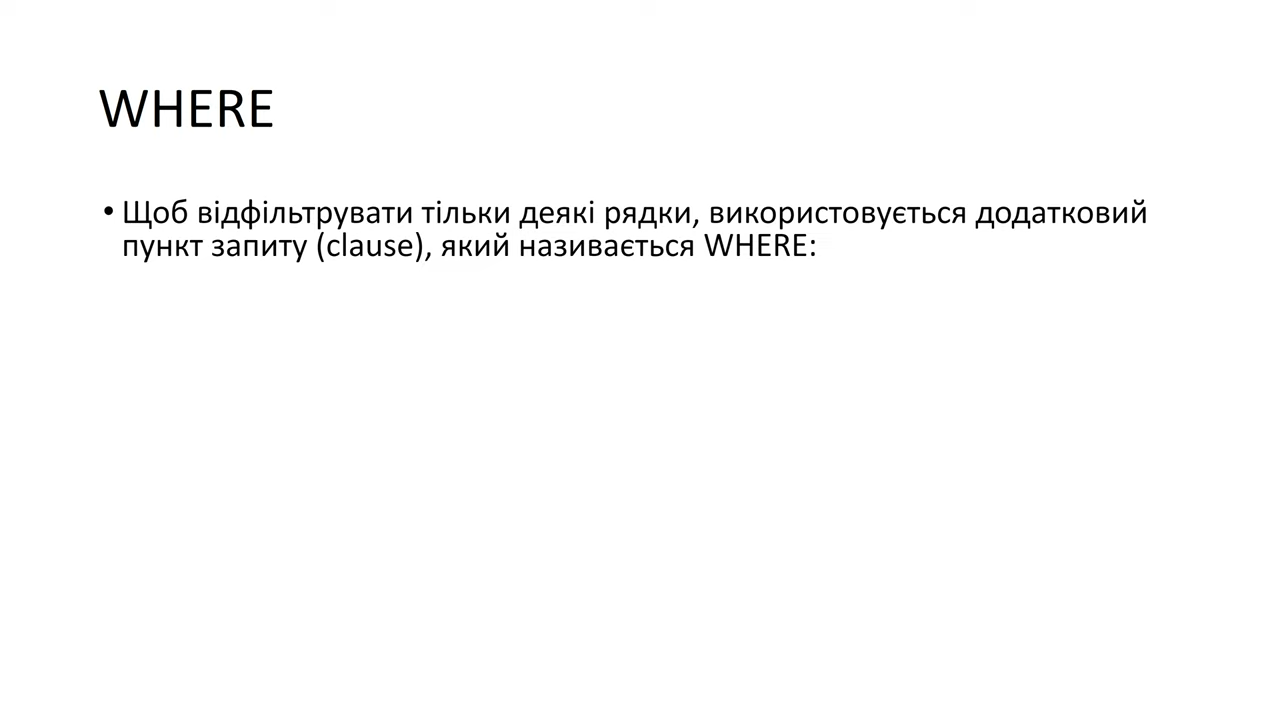 WHERE
• Щоб відфільтрувати тільки деякі рядки, використовується додатковий
пункт запиту (clause), який називається WHERE: